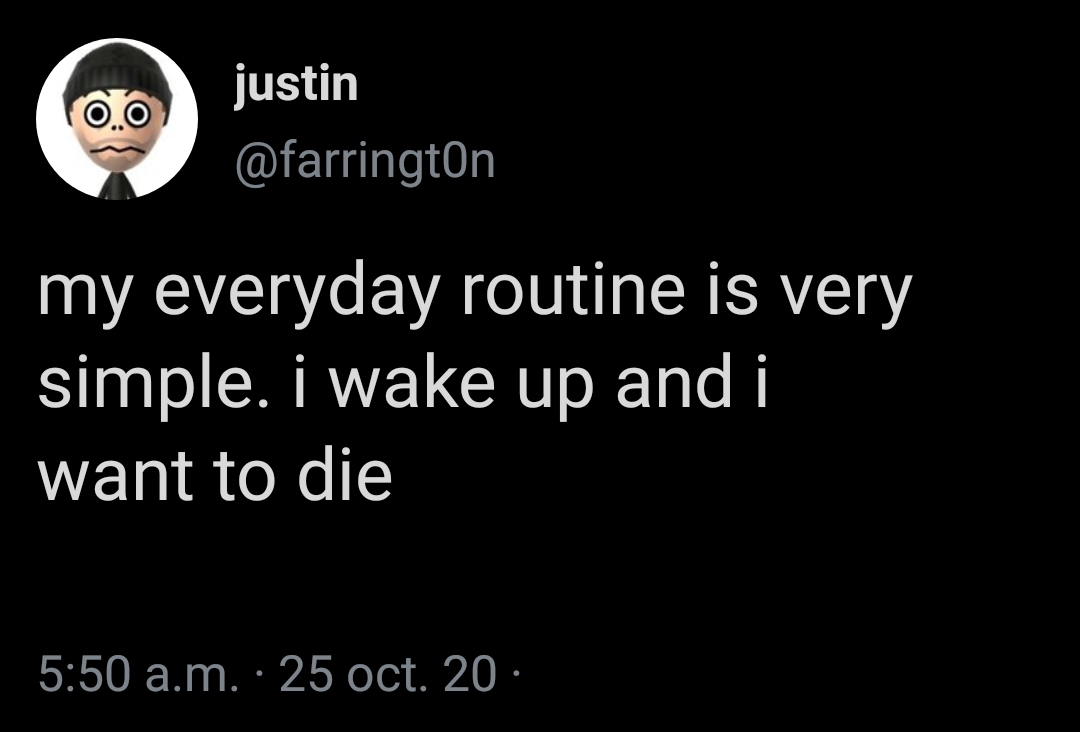 justin
@farringt0n
my everyday routine is very
simple. i wake up and i
want to die
5:50 a.m. · 25 oct. 20 ·